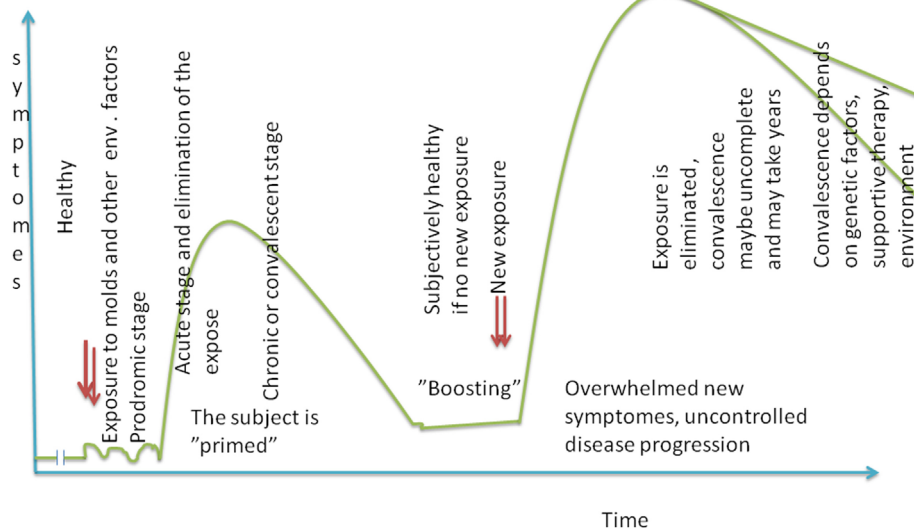 symptomes
Healthy
Exposure to molds and other env. factors
Prodromic stage
Acute stage and elimination of the
expose
Chronic or convalescent stage
The subject is
”primed”
Subjectively healthy
if no new exposure
New exposure
”Boosting”
Overwhelmed new
symptomes, uncontrolled
disease progression
Exposure is
eliminated,
convalescence
maybe uncomplete
and may take years
Convalescence depends
on genetic factors,
supportive therapy,
environment
Time